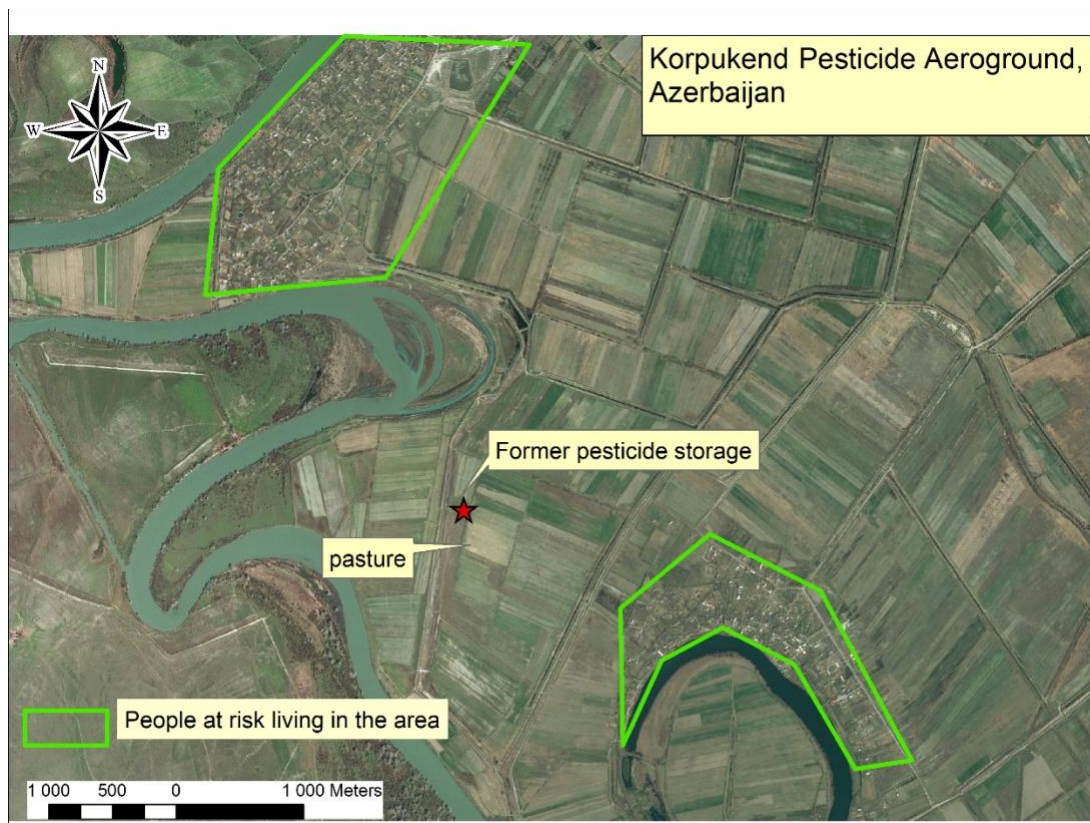 Korpukend Pesticide Aeroground,
Azerbaijan
N
W
E
S
Former pesticide storage
pasture
People at risk living in the area
1 000 500 0 1 000 Meters